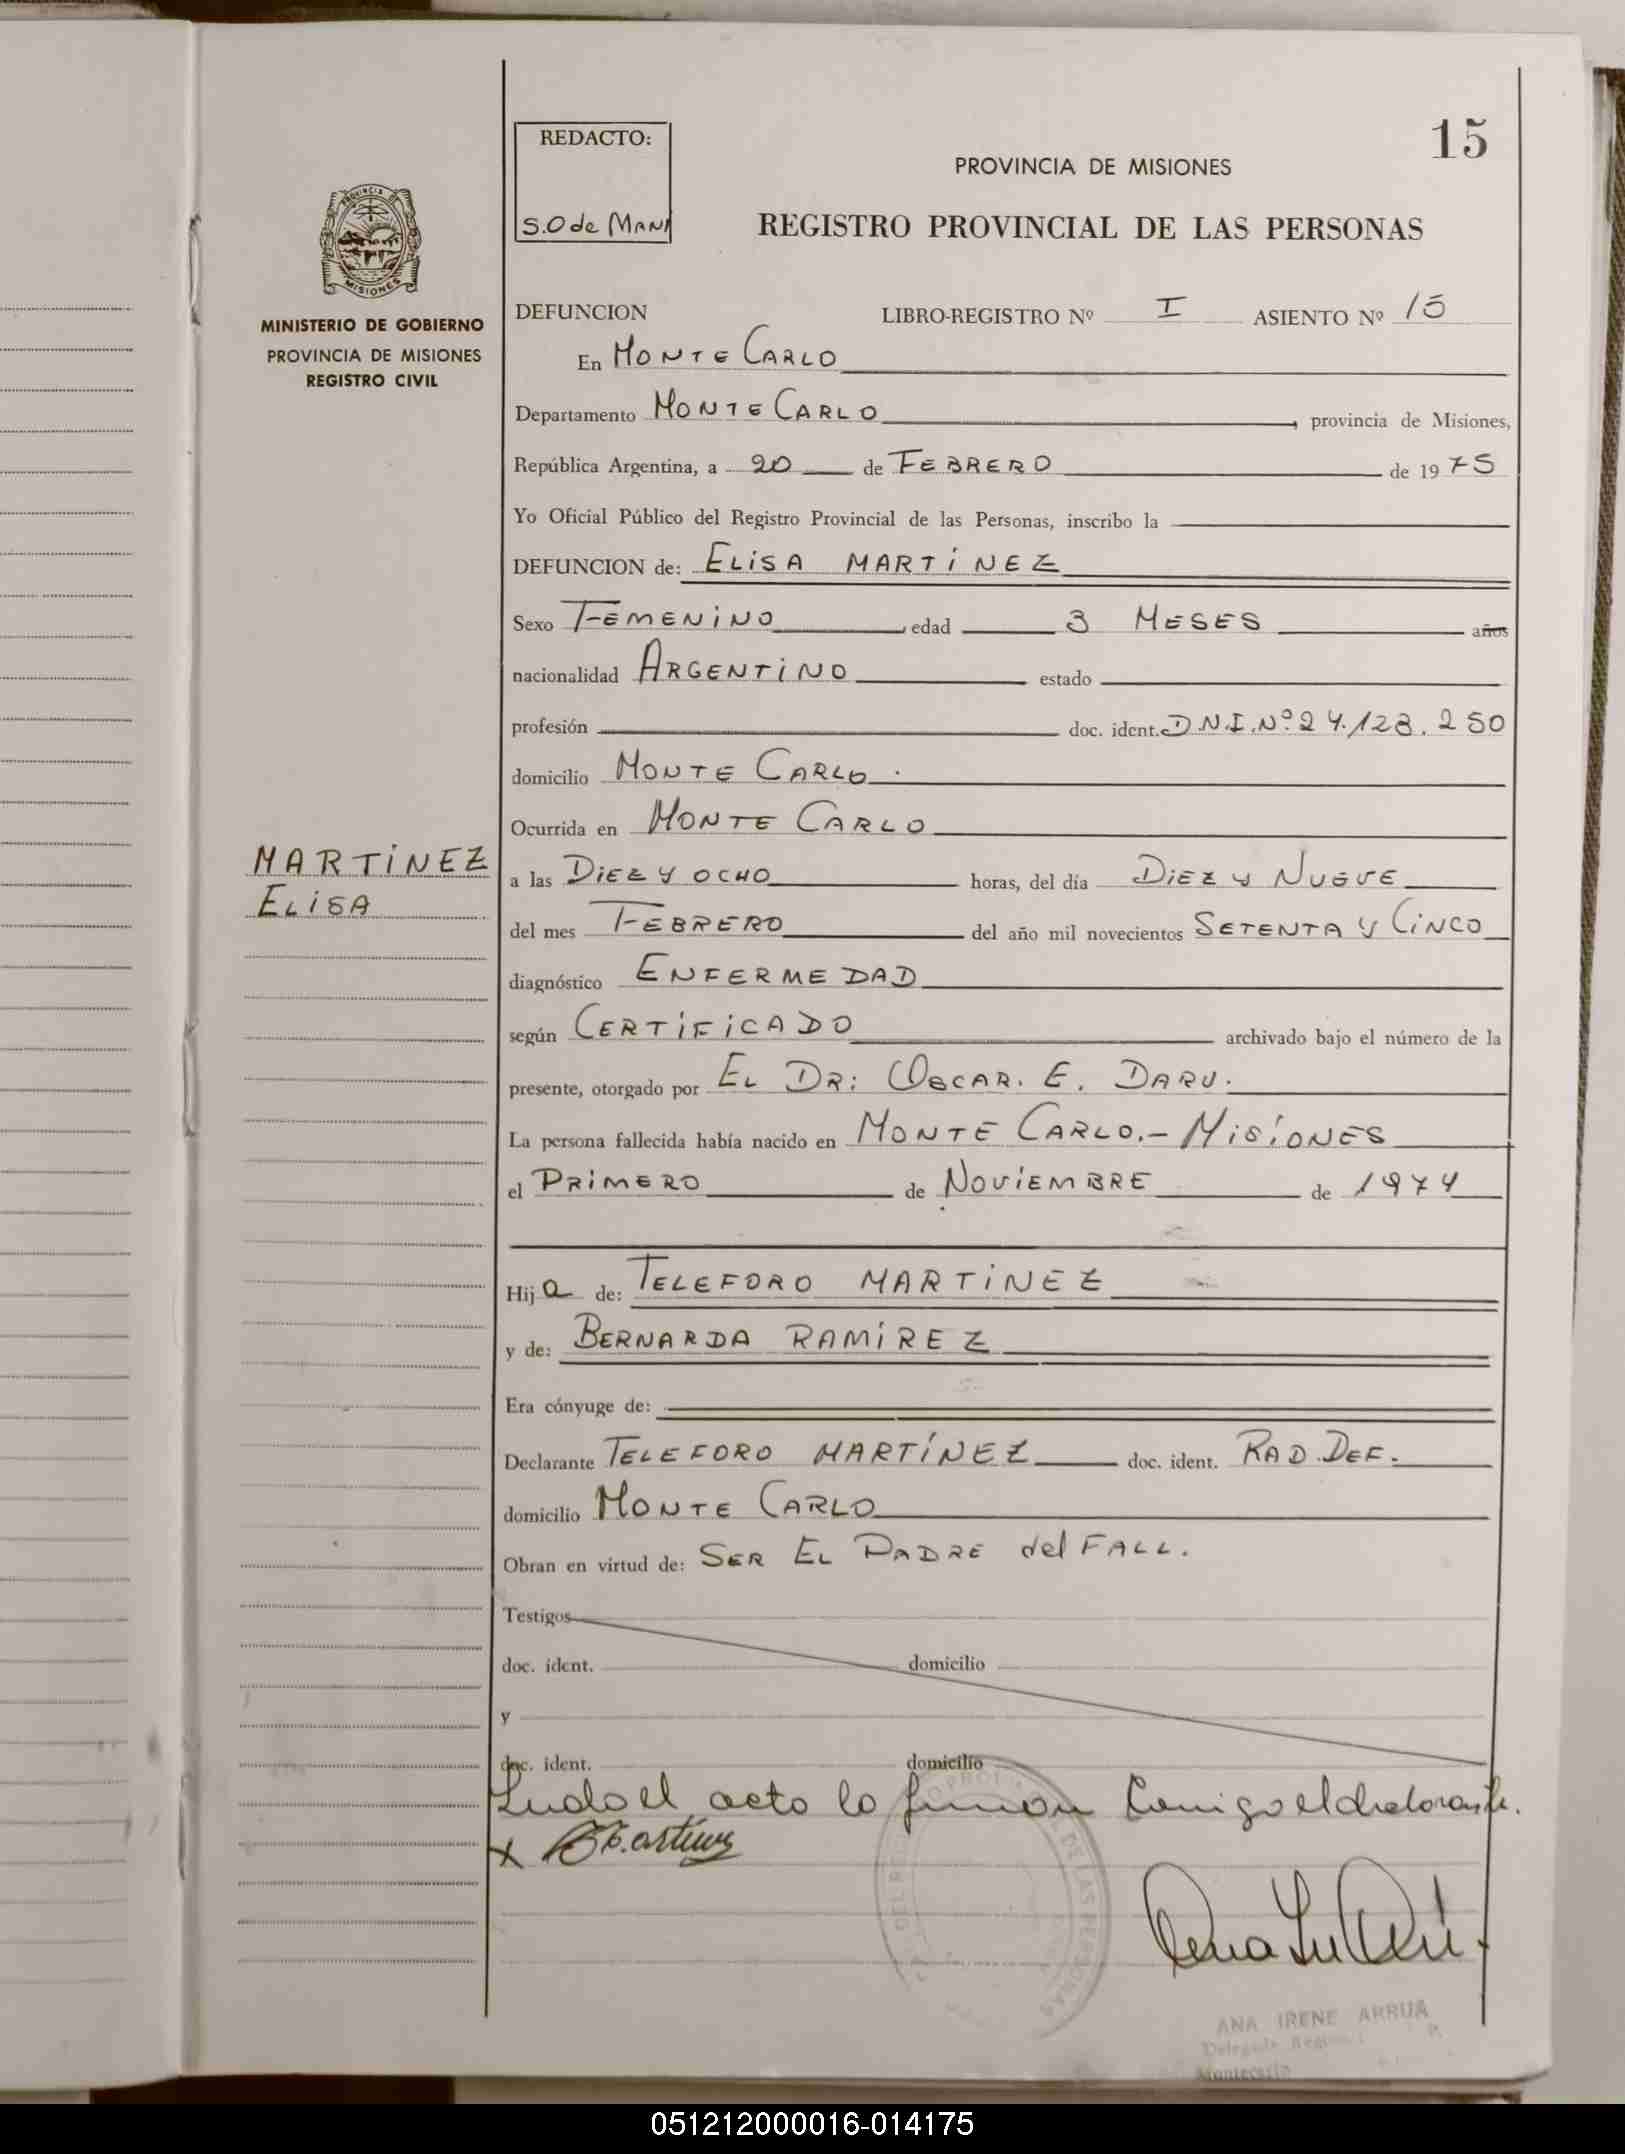 15
REDACTO:
S.O de MANI
PROVINCIA DE MISIONES
REGISTRO PROVINCIAL DE LAS PERSONAS
PROVINCIA DE
MISIONES
MINISTERIO DE GOBIERNO
PROVINCIA DE MISIONES
REGISTRO CIVIL
DEFUNCION LIBRO-REGISTRO Nº I ASIENTO Nº 15
En MONTE CARLO
Departamento MONTE CARLO, provincia de Misiones,
República Argentina, a 20 de FEBRERO de 1975
Yo Oficial Público del Registro Provincial de las Personas, inscribo la
DEFUNCION de: ELISA MARTINEZ
Sexo FEMENINO, edad 3 MESES años
nacionalidad ARGENTINO estado
profesión doc. ident. D.N.I. Nº 24.128.250
domicilio MONTE CARLO.
Ocurrida en MONTE CARLO
MARTINEZ
ELISA
a las DIEZ Y OCHO horas, del día DIEZ Y NUEVE
del mes FEBRERO del año mil novecientos SETENTA Y CINCO
diagnóstico ENFERMEDAD
según CERTIFICADO archivado bajo el número de la
presente, otorgado por EL DR: OSCAR. E. DARU.
La persona fallecida había nacido en MONTE CARLO.- MISIONES
el PRIMERO de NOVIEMBRE de 1974
Hija de: TELEFORO MARTINEZ
y de: BERNARDA RAMIREZ
Era cónyuge de:
Declarante TELEFORO MARTÍNEZ doc. ident. RAD. DEF.
domicilio MONTE CARLO
Obran en virtud de: SER EL PADRE del FALL.
Testigos
doc. ident. domicilio
y
doc. ident. domicilio
Leido el acto lo firman Conmigo el declarante.
X
DE LAS PERSONAS
ANA IRENE ARRUA
Montecarlo
051212000016-014175